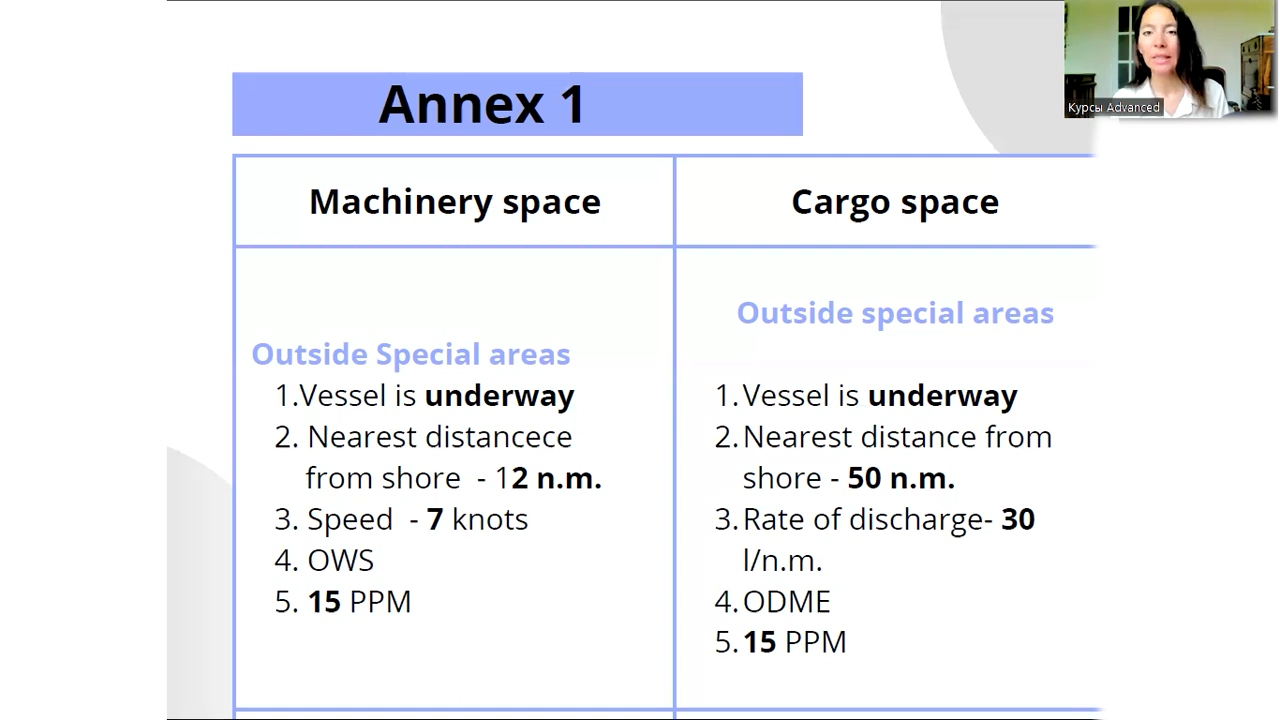 Annex 1
Курсы Advanced
Machinery space
Cargo space
Outside Special areas
1.Vessel is underway
2. Nearest distancece
from shore - 12 n.m.
3. Speed - 7 knots
4. OWS
5. 15 PPM
Outside special areas
1. Vessel is underway
2. Nearest distance from
shore - 50 n.m.
3. Rate of discharge- 30
l/n.m.
4. ODME
5. 15 PPM